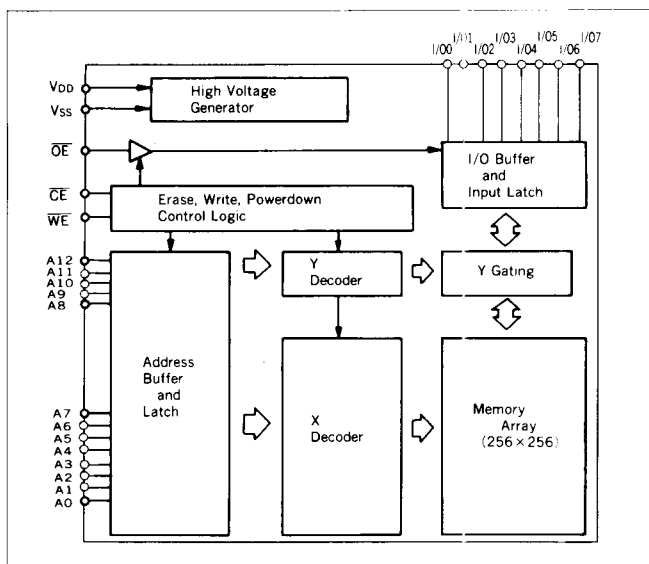 I/O0 I/O1 I/O2 I/O3 I/O4 I/O5 I/O6 I/O7
VDD
VSS
High Voltage
Generator
OE
I/O Buffer
and
Input Latch
CE
WE
Erase, Write, Powerdown
Control Logic
A12
A11
A10
A9
A8
Y
Decoder
Y Gating
Address
Buffer
and
Latch
A7
A6
A5
A4
A3
A2
A1
A0
X
Decoder
Memory
Array
(256×256)